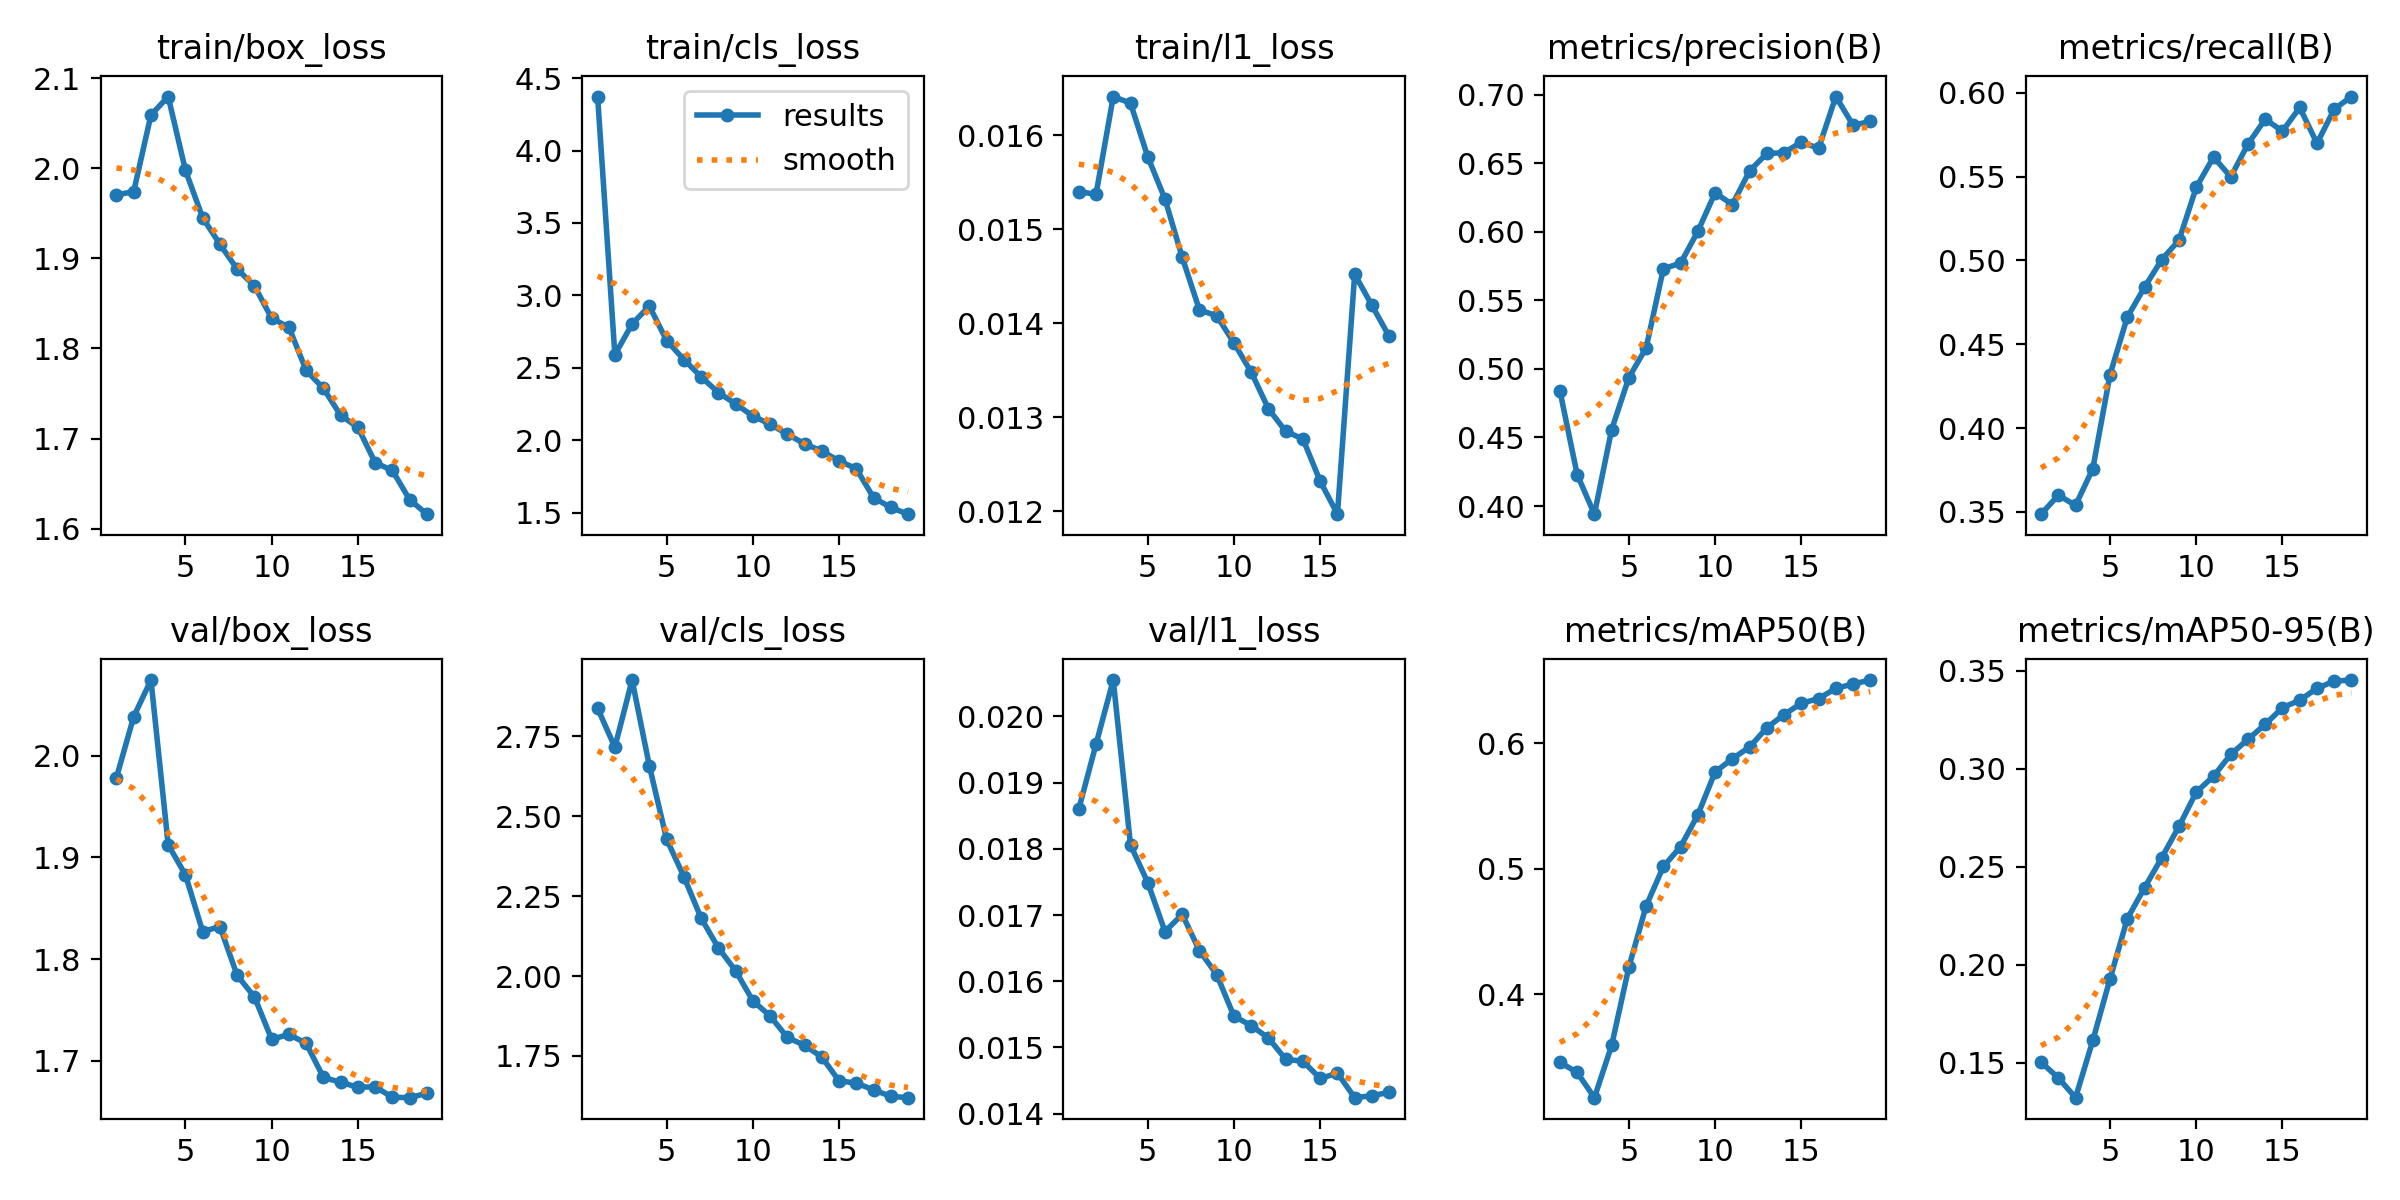 train/box_loss
2.1
2.0
1.9
1.8
1.7
1.6
5 10 15
train/cls_loss
4.5
4.0
3.5
3.0
2.5
2.0
1.5
results
smooth
5 10 15
train/l1_loss
0.016
0.015
0.014
0.013
0.012
5 10 15
metrics/precision(B)
0.70
0.65
0.60
0.55
0.50
0.45
0.40
5 10 15
metrics/recall(B)
0.60
0.55
0.50
0.45
0.40
0.35
5 10 15
val/box_loss
2.0
1.9
1.8
1.7
5 10 15
val/cls_loss
2.75
2.50
2.25
2.00
1.75
5 10 15
val/l1_loss
0.020
0.019
0.018
0.017
0.016
0.015
0.014
5 10 15
metrics/mAP50(B)
0.6
0.5
0.4
5 10 15
metrics/mAP50-95(B)
0.35
0.30
0.25
0.20
0.15
5 10 15